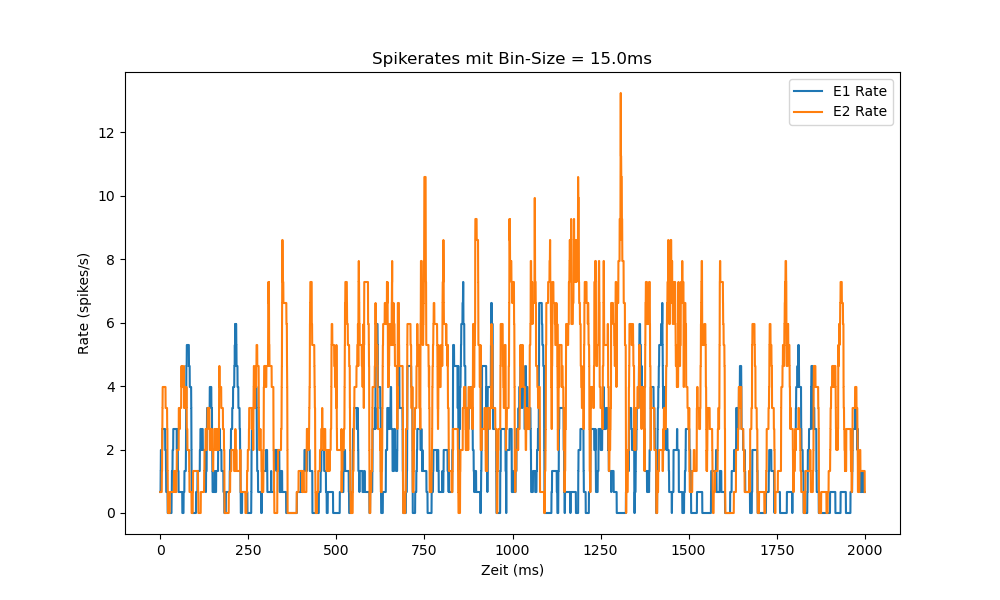 Spikerates mit Bin-Size = 15.0ms
E1 Rate
E2 Rate
12
10
8
6
4
2
0
Rate (spikes/s)
0 250 500 750 1000 1250 1500 1750 2000
Zeit (ms)